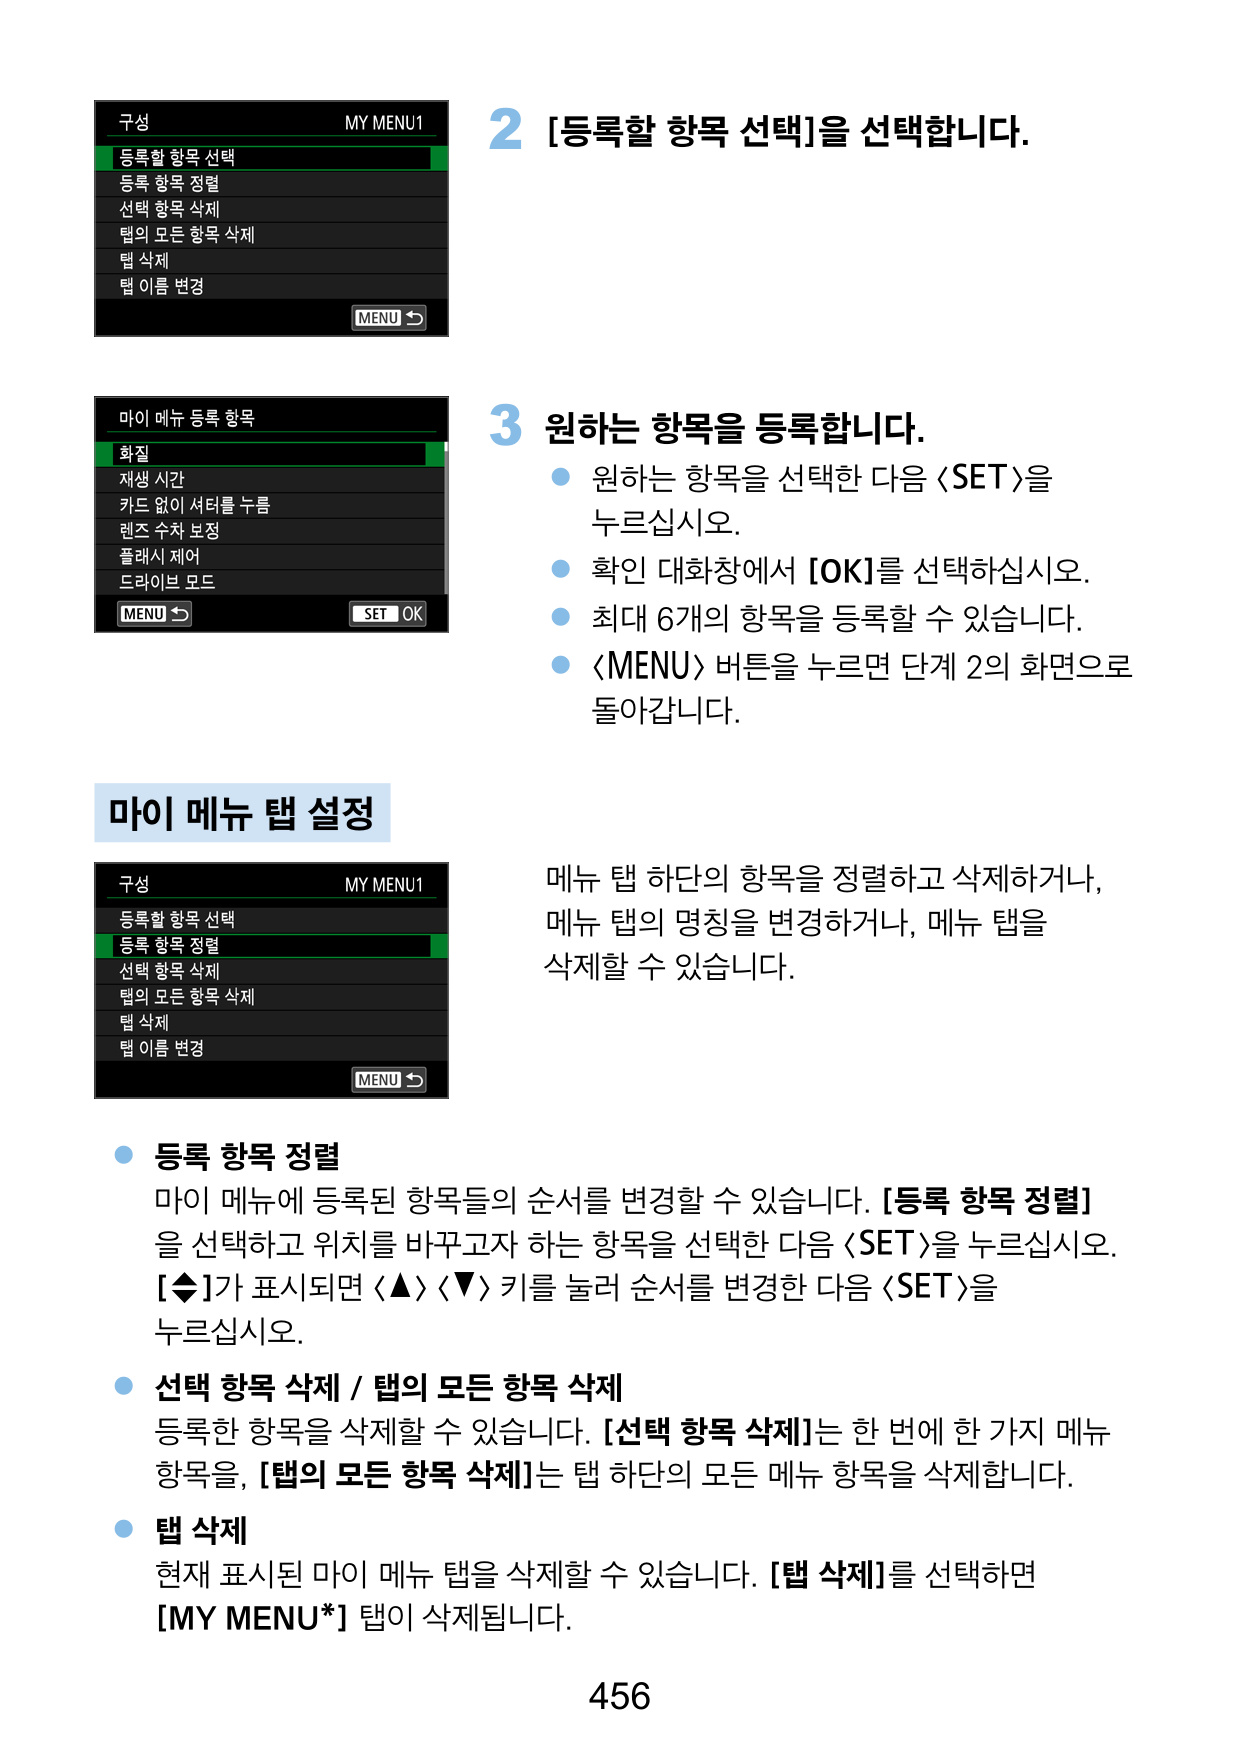 구성 MY MENU1
등록할 항목 선택
등록 항목 정렬
선택 항목 삭제
탭의 모든 항목 삭제
탭 삭제
탭 이름 변경
MENU
2 [등록할 항목 선택]을 선택합니다.
마이 메뉴 등록 항목
화질
재생 시간
카드 없이 셔터를 누름
렌즈 수차 보정
플래시 제어
드라이브 모드
MENU SET OK
3 원하는 항목을 등록합니다.
● 원하는 항목을 선택한 다음 〈SET〉을
누르십시오.
● 확인 대화창에서 [OK]를 선택하십시오.
● 최대 6개의 항목을 등록할 수 있습니다.
● 〈MENU〉 버튼을 누르면 단계 2의 화면으로
돌아갑니다.
마이 메뉴 탭 설정
구성 MY MENU1
등록할 항목 선택
등록 항목 정렬
선택 항목 삭제
탭의 모든 항목 삭제
탭 삭제
탭 이름 변경
MENU
메뉴 탭 하단의 항목을 정렬하고 삭제하거나,
메뉴 탭의 명칭을 변경하거나, 메뉴 탭을
삭제할 수 있습니다.
● 등록 항목 정렬
마이 메뉴에 등록된 항목들의 순서를 변경할 수 있습니다. [등록 항목 정렬]
을 선택하고 위치를 바꾸고자 하는 항목을 선택한 다음 〈SET〉을 누르십시오.
[◆]가 표시되면 〈▲〉〈▼〉 키를 눌러 순서를 변경한 다음 〈SET〉을
누르십시오.
● 선택 항목 삭제 / 탭의 모든 항목 삭제
등록한 항목을 삭제할 수 있습니다. [선택 항목 삭제]는 한 번에 한 가지 메뉴
항목을, [탭의 모든 항목 삭제]는 탭 하단의 모든 메뉴 항목을 삭제합니다.
● 탭 삭제
현재 표시된 마이 메뉴 탭을 삭제할 수 있습니다. [탭 삭제]를 선택하면
[MY MENU*] 탭이 삭제됩니다.
456